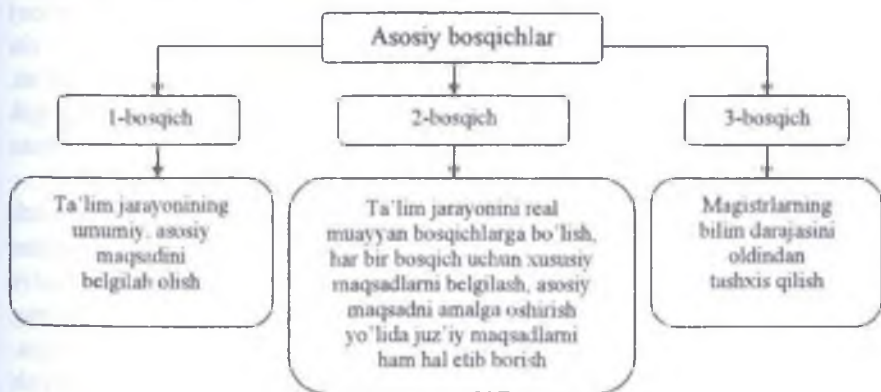 Asosiy bosqichlar
1-bosqich
2-bosqich
3-bosqich
Ta'lim jarayonining
umumiy, asosiy
maqsadini
belgilab olish
Ta'lim jarayonini real
muayyan bosqichlarga bo'lish,
har bir bosqich uchun xususiy
maqsadlarni belgilash, asosiy
maqsadni amalga oshirish
yo'lida juz'iy maqsadlarni
ham hal etib borish
Magistrlarning
bilim darajasini
oldindan
tashxis qilish